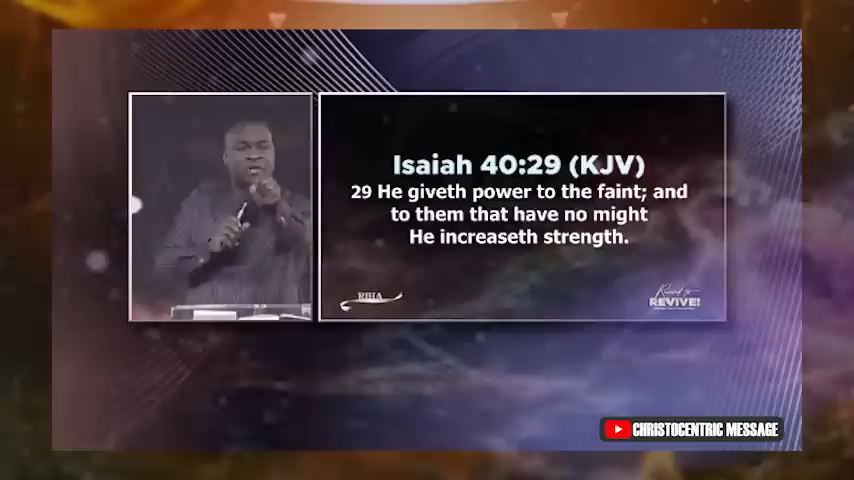 Isaiah 40:29 (KJV)
29 He giveth power to the faint; and
to them that have no might
He increaseth strength.
RIHA
REVIVE!
CHRISTOCENTRIC MESSAGE